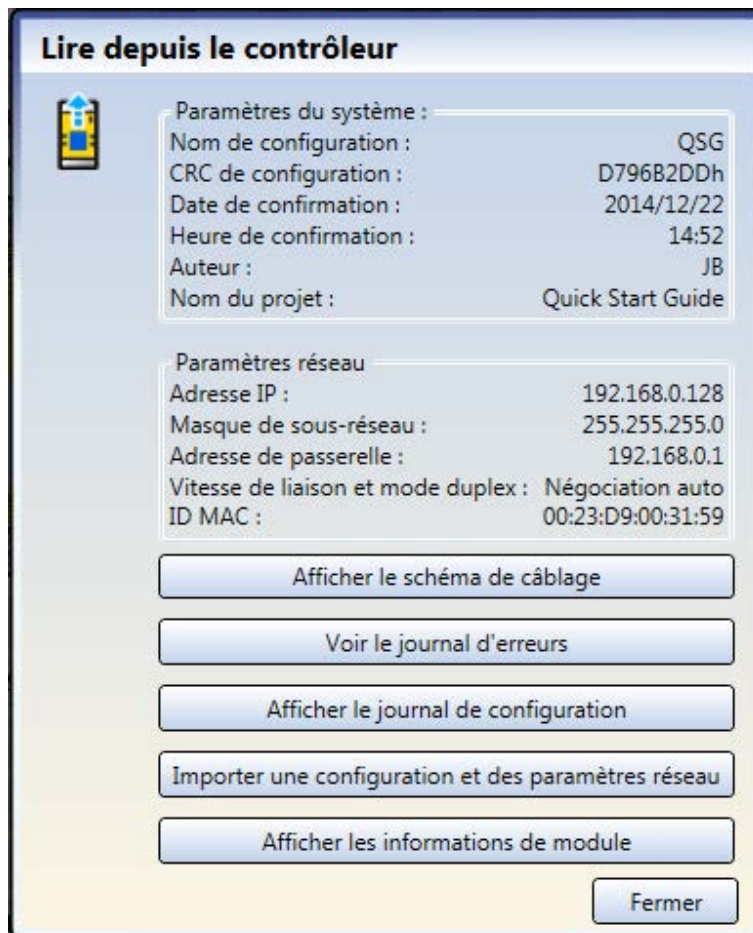 Lire depuis le contrôleur
Paramètres du système :
Nom de configuration : QSG
CRC de configuration : D796B2DDh
Date de confirmation : 2014/12/22
Heure de confirmation : 14:52
Auteur : JB
Nom du projet : Quick Start Guide
Paramètres réseau
Adresse IP : 192.168.0.128
Masque de sous-réseau : 255.255.255.0
Adresse de passerelle : 192.168.0.1
Vitesse de liaison et mode duplex : Négociation auto
ID MAC : 00:23:D9:00:31:59
Afficher le schéma de câblage
Voir le journal d'erreurs
Afficher le journal de configuration
Importer une configuration et des paramètres réseau
Afficher les informations de module
Fermer